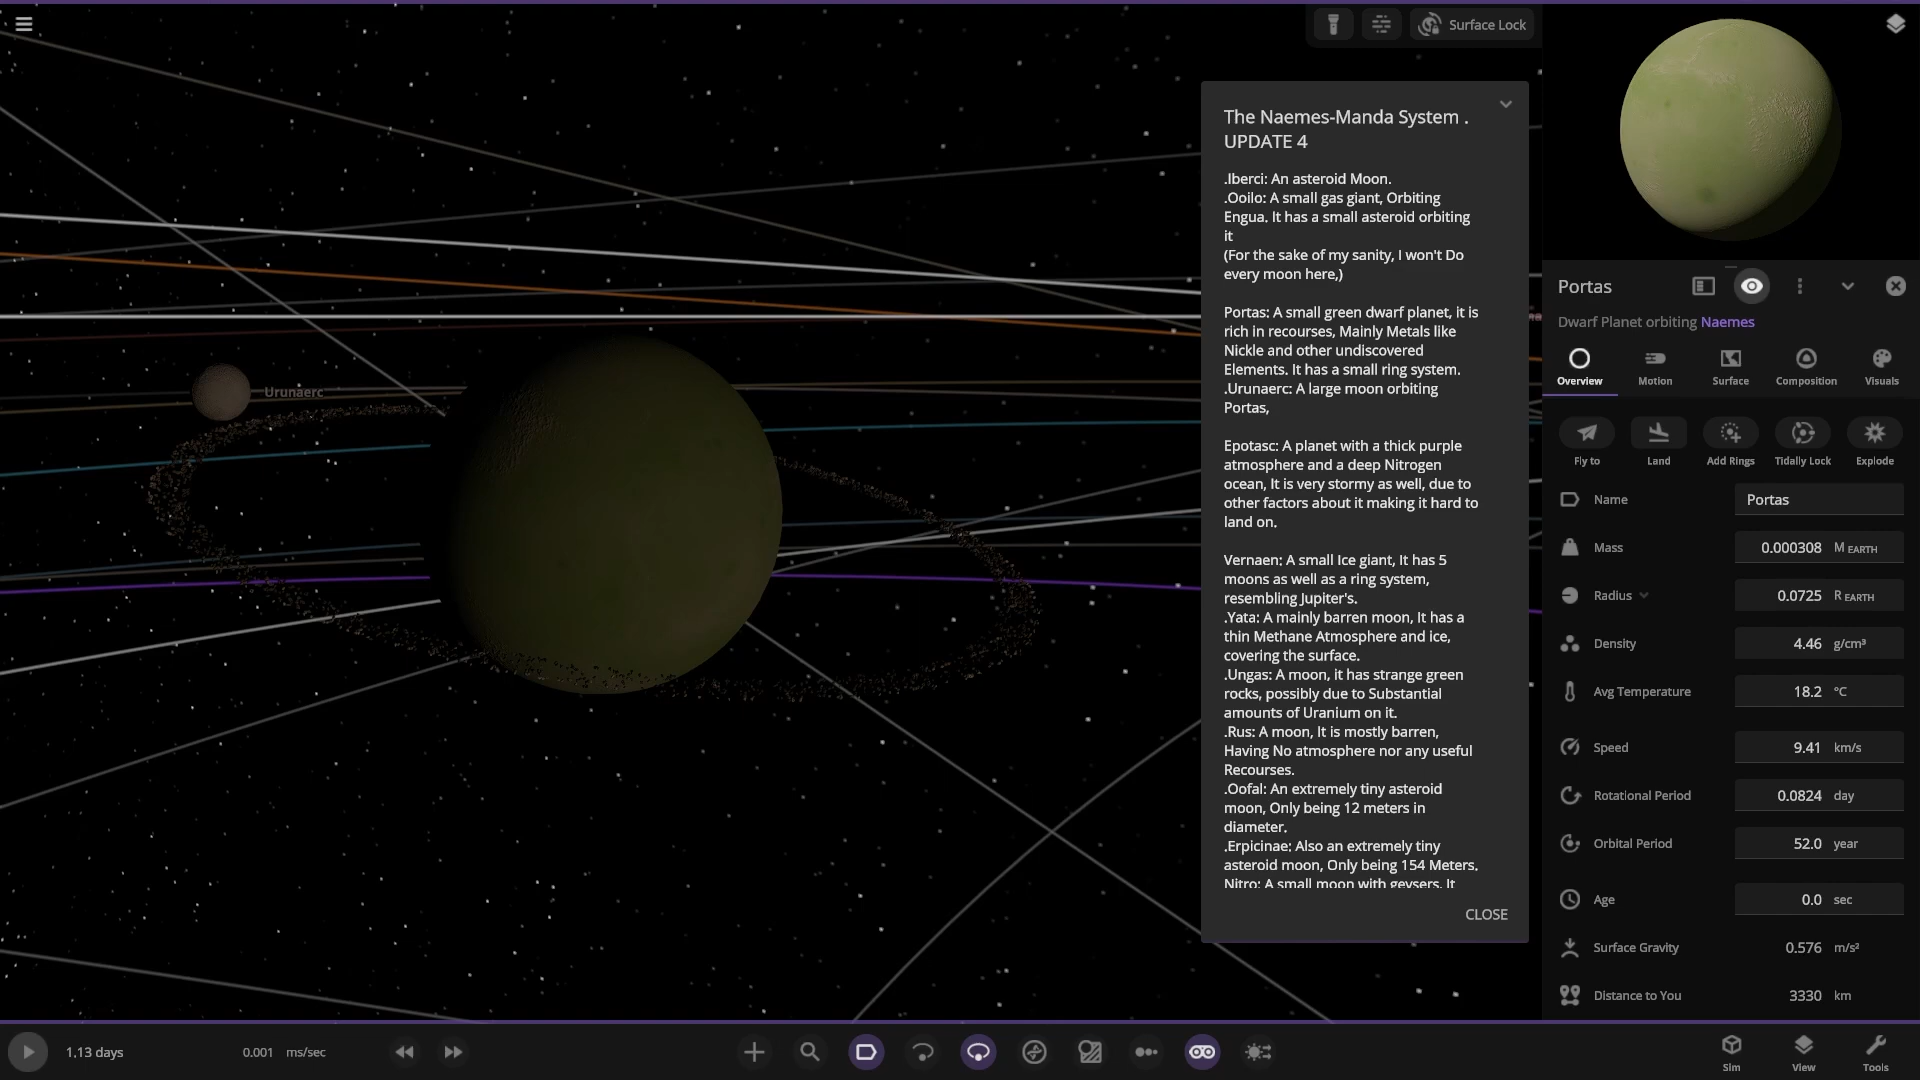 Surface Lock
The Naemes-Manda System .
UPDATE 4
.Iberci: An asteroid Moon.
.Ooilo: A small gas giant, Orbiting
Engua. It has a small asteroid orbiting
it
(For the sake of my sanity, I won't Do
every moon here,)
Portas: A small green dwarf planet, it is
rich in recourses, Mainly Metals like
Nickle and other undiscovered
Elements. It has a small ring system.
.Urunaerc: A large moon orbiting
Portas,
Epotasc: A planet with a thick purple
atmosphere and a deep Nitrogen
ocean, It is very stormy as well, due to
other factors about it making it hard to
land on.
Vernaen: A small Ice giant, It has 5
moons as well as a ring system,
resembling Jupiter's.
.Yata: A mainly barren moon, It has a
thin Methane Atmosphere and ice,
covering the surface.
.Ungas: A moon, it has strange green
rocks, possibly due to Substantial
amounts of Uranium on it.
.Rus: A moon, It is mostly barren,
Having No atmosphere nor any useful
Recourses.
.Oofal: An extremely tiny asteroid
moon, Only being 12 meters in
diameter.
.Erpicinae: Also an extremely tiny
asteroid moon, Only being 154 Meters.
Nitro: A small moon with geysers. It
CLOSE
Urunaerc
Portas
Dwarf Planet orbiting Naemes
Overview Motion Surface Composition Visuals
Fly to Land Add Rings Tidally Lock Explode
Name Portas
Mass 0.000308 M EARTH
Radius 0.0725 R EARTH
Density 4.46 g/cm³
Avg Temperature 18.2 °C
Speed 9.41 km/s
Rotational Period 0.0824 day
Orbital Period 52.0 year
Age 0.0 sec
Surface Gravity 0.576 m/s²
Distance to You 3330 km
1.13 days 0.001 ms/sec
Sim View Tools